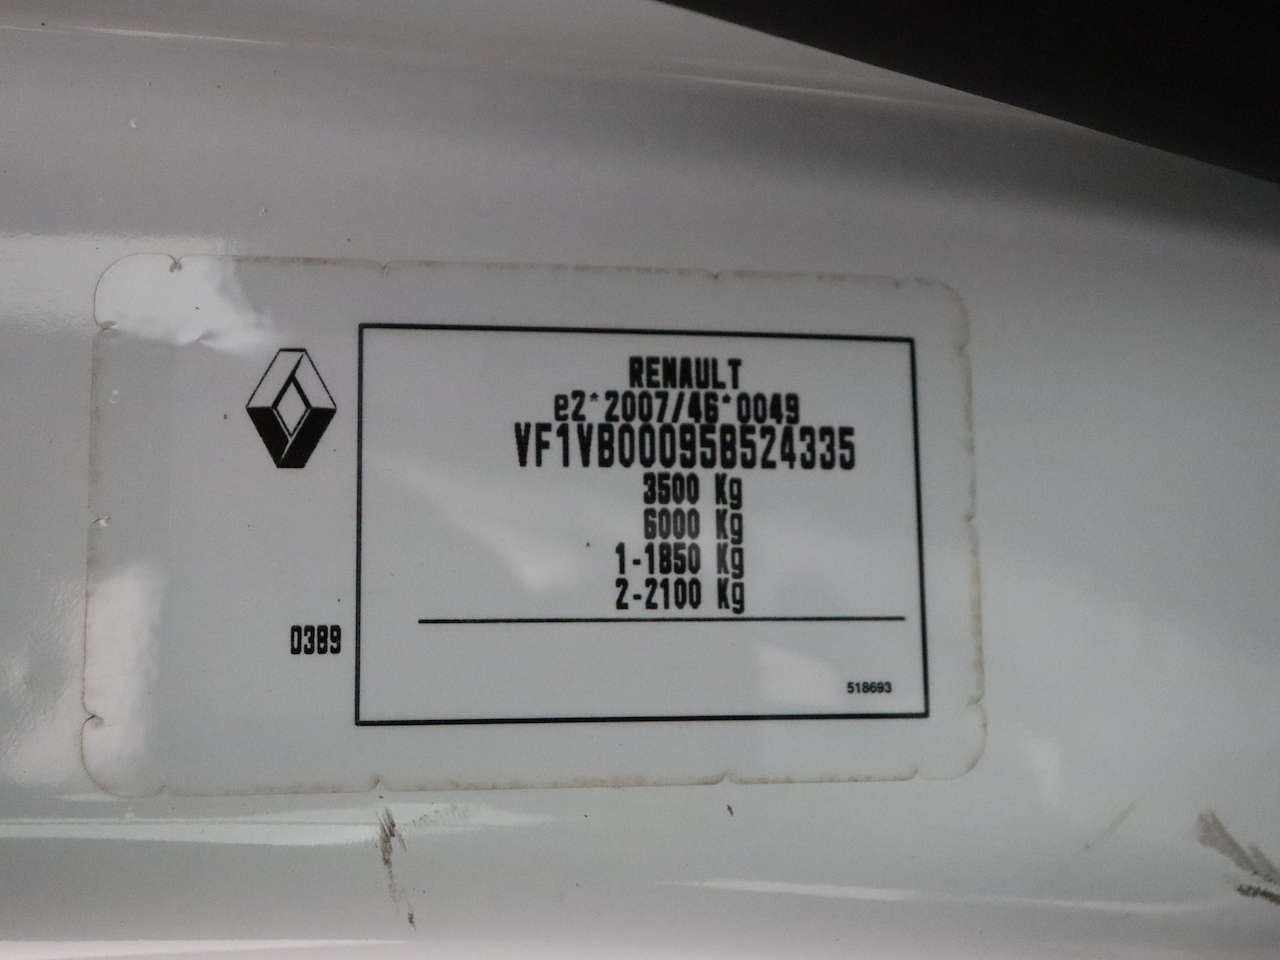 RENAULT
e2*2007/46*0049
VF1VB000958524335
3500 Kg
6000 Kg
1-1850 Kg
2-2100 Kg
0389
518693